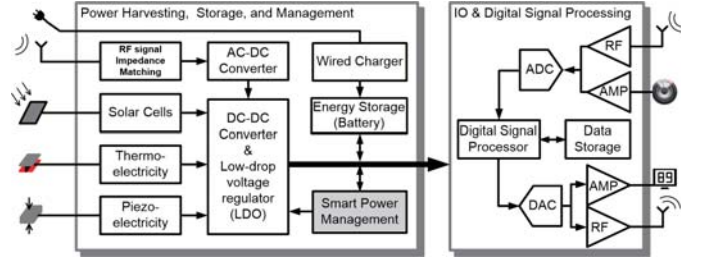 Power Harvesting, Storage, and Management
RF signal
Impedance
Matching
AC-DC
Converter
Wired Charger
Solar Cells
DC-DC
Converter
&
Low-drop
voltage
regulator
(LDO)
Energy Storage
(Battery)
Thermo-
electricity
Piezo-
electricity
Smart Power
Management
IO & Digital Signal Processing
RF
ADC
AMP
Digital Signal
Processor
Data
Storage
DAC
AMP
89
RF